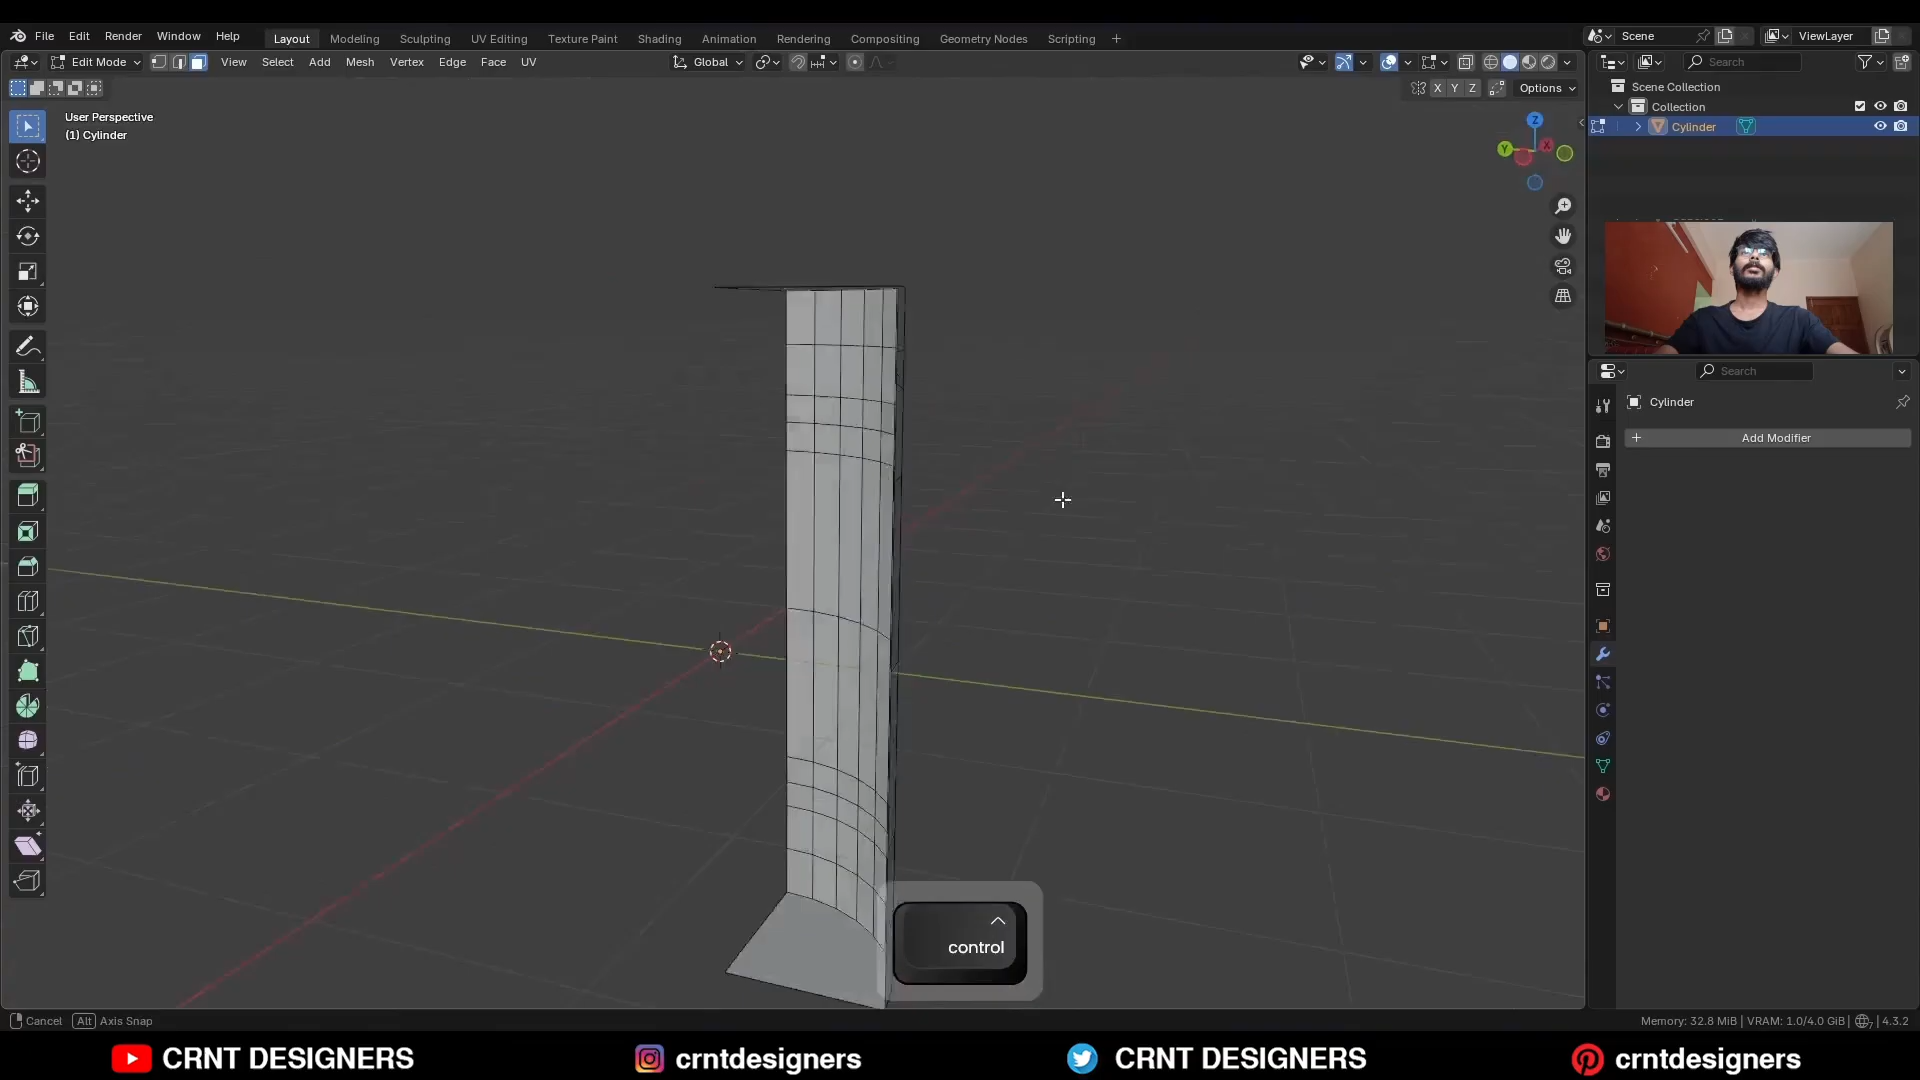 File Edit Render Window Help Layout Modeling Sculpting UV Editing Texture Paint Shading Animation Rendering Compositing Geometry Nodes Scripting + Scene ViewLayer
Edit Mode View Select Add Mesh Vertex Edge Face UV Global Search
X Y Z Options
Scene Collection
Collection
Cylinder
User Perspective
(1) Cylinder
Z
Y X
Search
Cylinder
+ Add Modifier
control
Cancel Alt Axis Snap Memory: 32.8 MiB | VRAM: 1.0/4.0 GiB | 7 | 4.3.2
CRNT DESIGNERS crntdesigners CRNT DESIGNERS crntdesigners